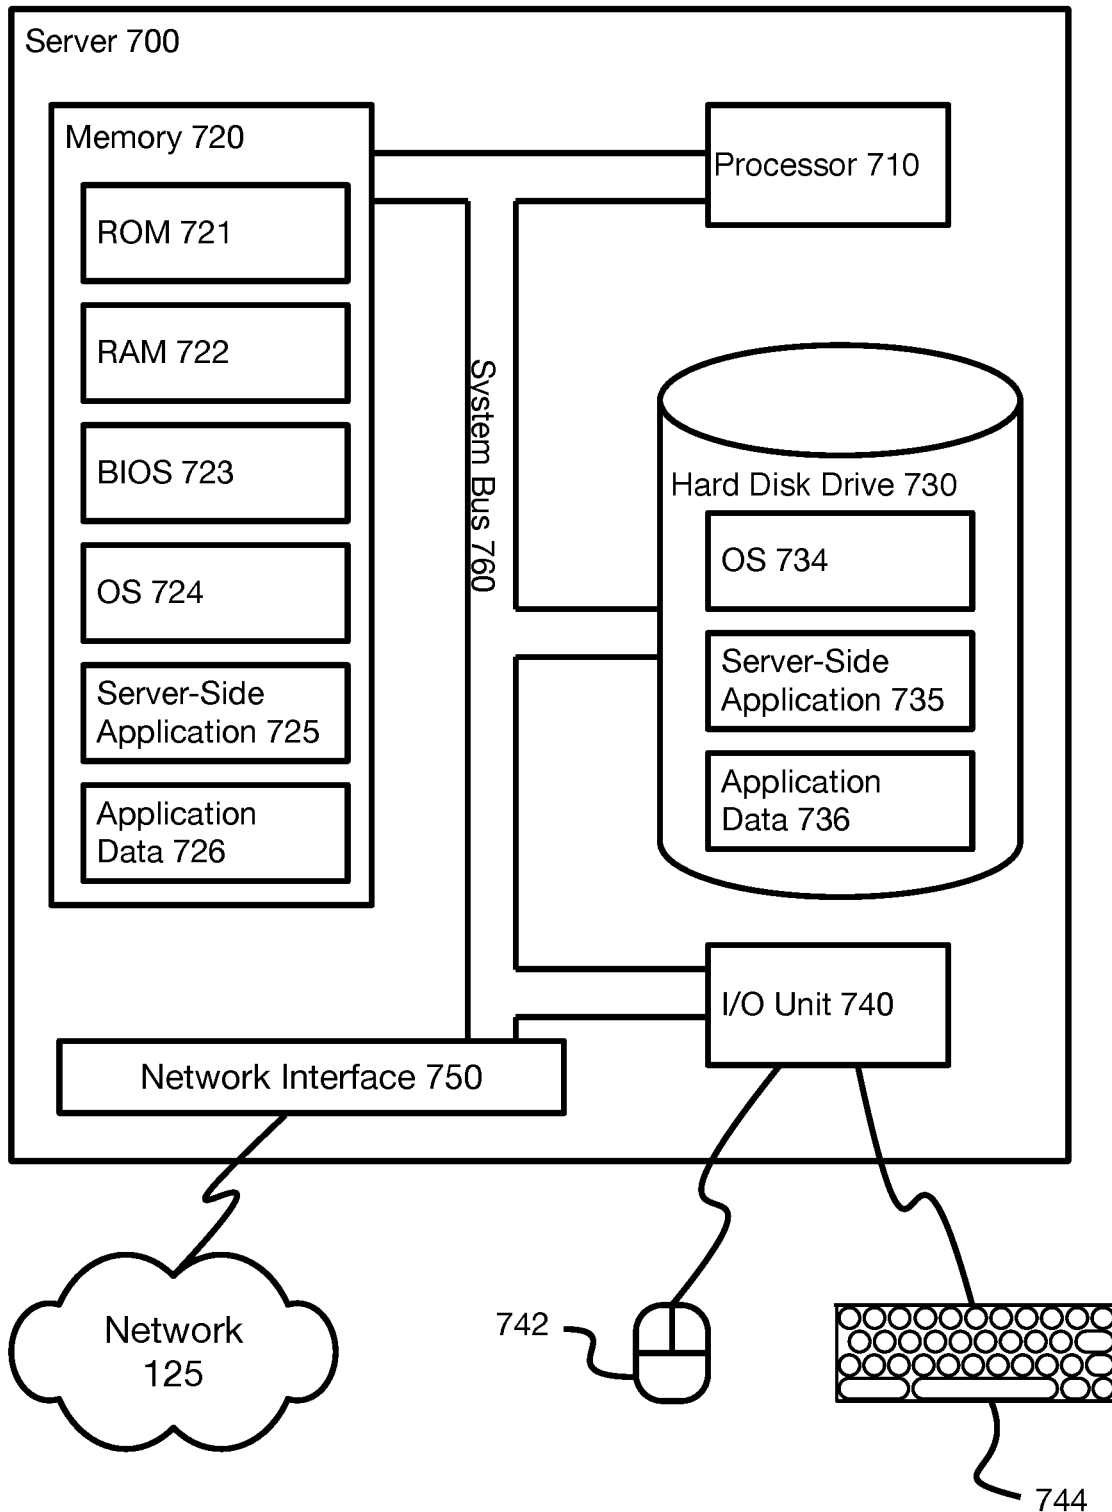 Server 700
Memory 720
ROM 721
RAM 722
BIOS 723
OS 724
Server-Side
Application 725
Application
Data 726
System Bus 760
Processor 710
Hard Disk Drive 730
OS 734
Server-Side
Application 735
Application
Data 736
I/O Unit 740
Network Interface 750
Network
125
742
744